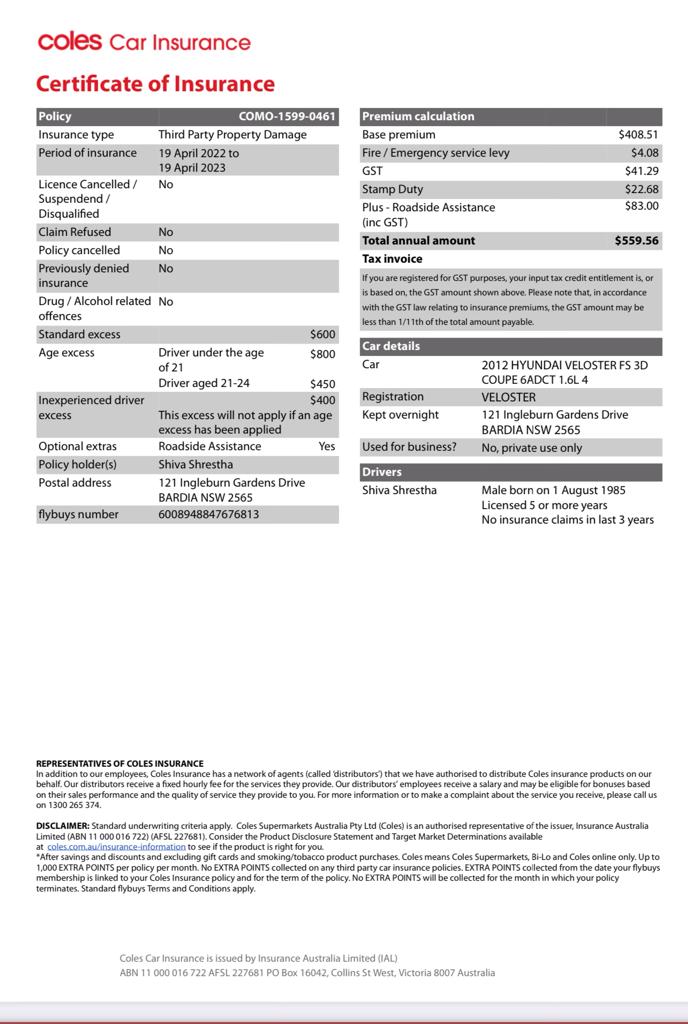 coles Car Insurance
Certificate of Insurance
Policy COMO-1599-0461
Insurance type Third Party Property Damage
Period of insurance 19 April 2022 to
19 April 2023
Licence Cancelled / No
Suspendend /
Disqualified
Claim Refused No
Policy cancelled No
Previously denied No
insurance
Drug / Alcohol related No
offences
Standard excess $600
Age excess Driver under the age $800
of 21
Driver aged 21-24 $450
Inexperienced driver $400
excess This excess will not apply if an age
excess has been applied
Optional extras Roadside Assistance Yes
Policy holder(s) Shiva Shrestha
Postal address 121 Ingleburn Gardens Drive
BARDIA NSW 2565
flybuys number 6008948847676813
Premium calculation
Base premium $408.51
Fire / Emergency service levy $4.08
GST $41.29
Stamp Duty $22.68
Plus - Roadside Assistance $83.00
(inc GST)
Total annual amount $559.56
Tax invoice
If you are registered for GST purposes, your input tax credit entitlement is, or
is based on, the GST amount shown above. Please note that, in accordance
with the GST law relating to insurance premiums, the GST amount may be
less than 1/11th of the total amount payable.
Car details
Car 2012 HYUNDAI VELOSTER FS 3D
COUPE 6ADCT 1.6L 4
Registration VELOSTER
Kept overnight 121 Ingleburn Gardens Drive
BARDIA NSW 2565
Used for business? No, private use only
Drivers
Shiva Shrestha Male born on 1 August 1985
Licensed 5 or more years
No insurance claims in last 3 years
REPRESENTATIVES OF COLES INSURANCE
In addition to our employees, Coles Insurance has a network of agents (called 'distributors') that we have authorised to distribute Coles insurance products on our
behalf. Our distributors receive a fixed hourly fee for the services they provide. Our distributors' employees receive a salary and may be eligible for bonuses based
on their sales performance and the quality of service they provide to you. For more information or to make a complaint about the service you receive, please call us
on 1300 265 374.
DISCLAIMER: Standard underwriting criteria apply. Coles Supermarkets Australia Pty Ltd (Coles) is an authorised representative of the issuer, Insurance Australia
Limited (ABN 11 000 016 722) (AFSL 227681). Consider the Product Disclosure Statement and Target Market Determinations available
at coles.com.au/insurance-information to see if the product is right for you.
*After savings and discounts and excluding gift cards and smoking/tobacco product purchases. Coles means Coles Supermarkets, Bi-Lo and Coles online only. Up to
1,000 EXTRA POINTS per policy per month. No EXTRA POINTS collected on any third party car insurance policies. EXTRA POINTS collected from the date your flybuys
membership is linked to your Coles Insurance policy and for the term of the policy. No EXTRA POINTS will be collected for the month in which your policy
terminates. Standard flybuys Terms and Conditions apply.
Coles Car Insurance is issued by Insurance Australia Limited (IAL)
ABN 11 000 016 722 AFSL 227681 PO Box 16042, Collins St West, Victoria 8007 Australia